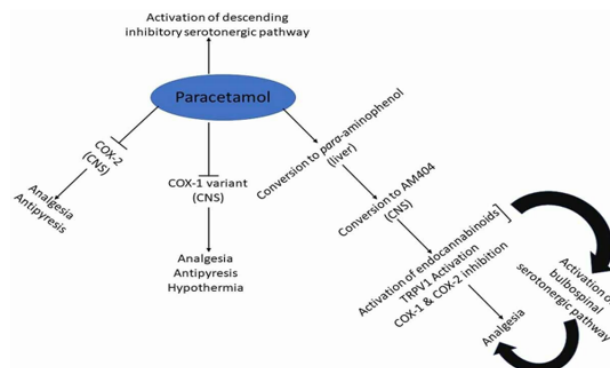 Activation of descending
inhibitory serotonergic pathway
Paracetamol
COX-2
(CNS)
Analgesia
Antipyresis
COX-1 variant
(CNS)
Analgesia
Antipyresis
Hypothermia
Conversion to para-aminophenol
(liver)
Conversion to AM404
(CNS)
Activation of endocannabinoids
TRPV1 Activation
COX-1 & COX-2 inhibition
Analgesia
Activation of
bulbospinal
serotonergic pathway